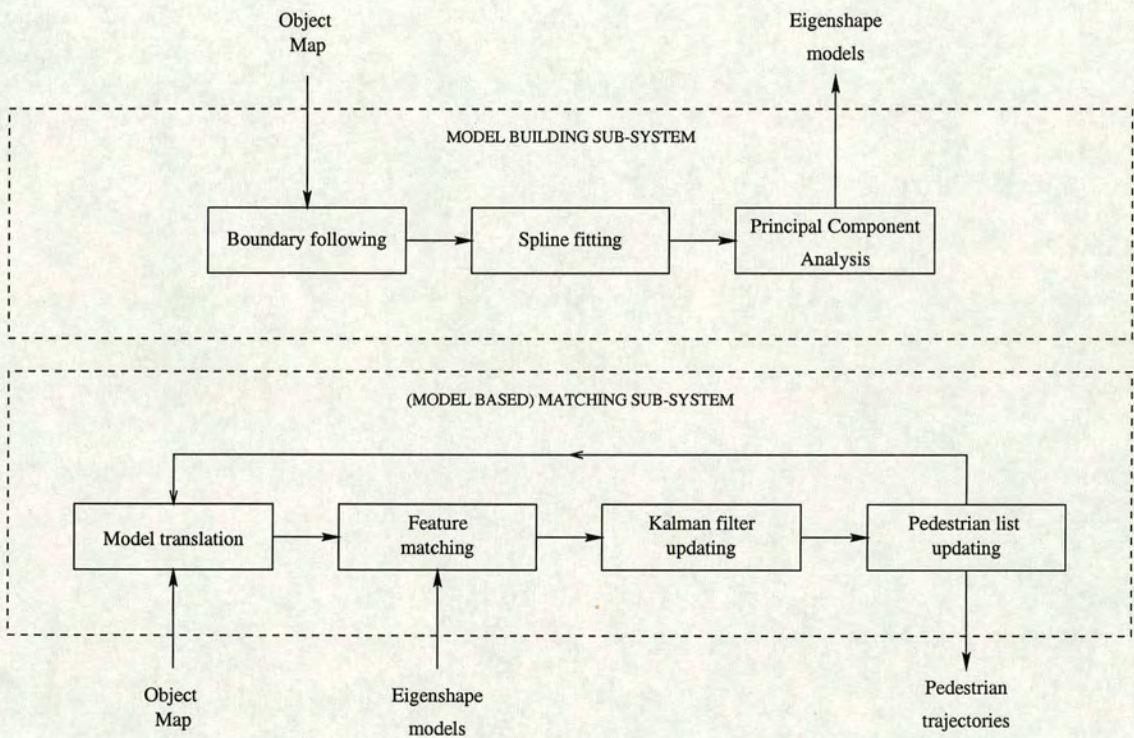 Object
Map
Eigenshape
models
MODEL BUILDING SUB-SYSTEM
Boundary following
Spline fitting
Principal Component
Analysis
(MODEL BASED) MATCHING SUB-SYSTEM
Model translation
Feature
matching
Kalman filter
updating
Pedestrian list
updating
Object
Map
Eigenshape
models
Pedestrian
trajectories